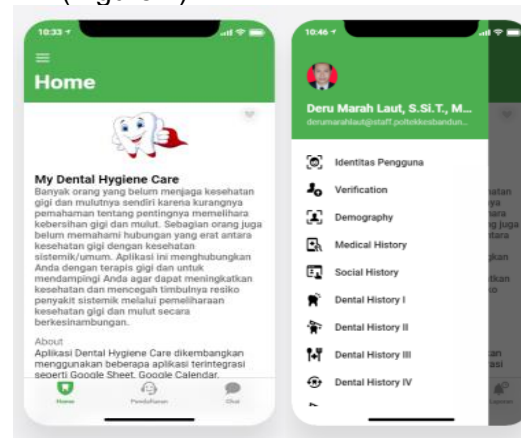 10:33
Home
My Dental Hygiene Care
Banyak orang yang belum menjaga kesehatan
gigi dan mulutnya sendiri karena kurangnya
pemahaman tentang pentingnya memelihara
kebersihan gigi dan mulut. Sebagian orang juga
belum memahami hubungan yang erat antara
kesehatan gigi dengan kesehatan
sistemik/umum. Aplikasi ini menghubungkan
Anda dengan terapis gigi dan untuk
mendampingi Anda agar dapat meningkatkan
kesehatan dan mencegah timbulnya resiko
penyakit sistemik melalui pemeliharaan
kesehatan gigi dan mulut secara
berkesinambungan.
About
Aplikasi Dental Hygiene Care dikembangkan
menggunakan beberapa aplikasi terintegrasi
seperti Google Sheet, Google Calendar,
Home
Pendaftaran
Chat
10:46
Deru Marah Laut, S.Si.T., M...
derumarahlaut@staff.poltekkesbandun...
Identitas Pengguna
Verification
Demography
Medical History
Social History
Dental History I
Dental History II
Dental History III
Dental History IV
Laporan